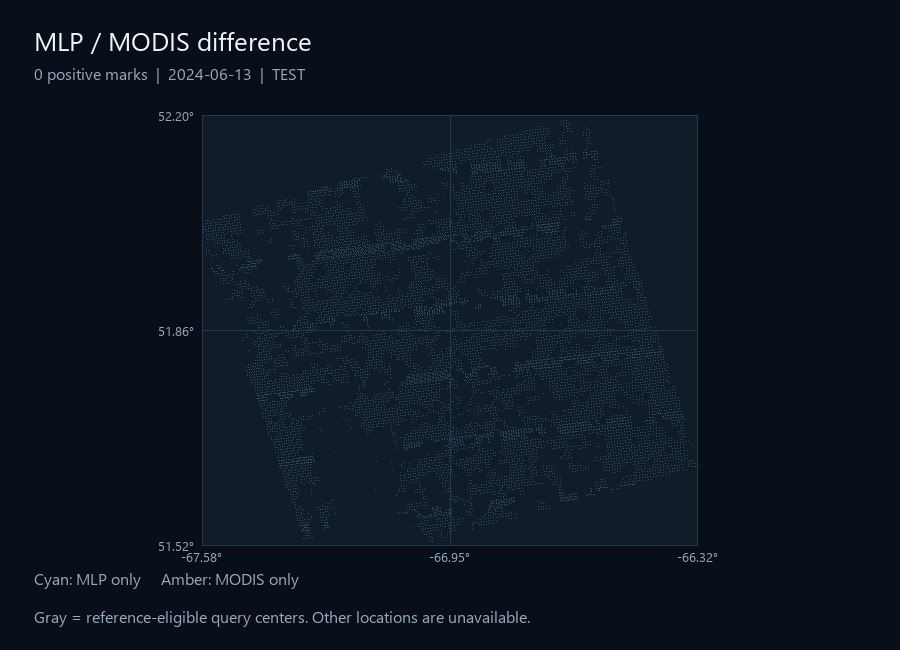 MLP / MODIS difference
0 positive marks | 2024-06-13 | TEST
52.20°
51.86°
51.52°
-67.58° -66.95° -66.32°
Cyan: MLP only Amber: MODIS only
Gray = reference-eligible query centers. Other locations are unavailable.